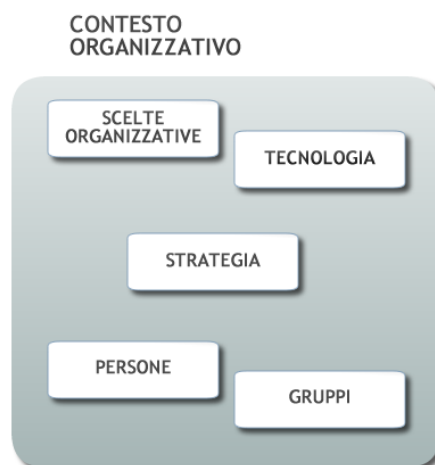 CONTESTO
ORGANIZZATIVO
SCELTE
ORGANIZZATIVE
TECNOLOGIA
STRATEGIA
PERSONE
GRUPPI